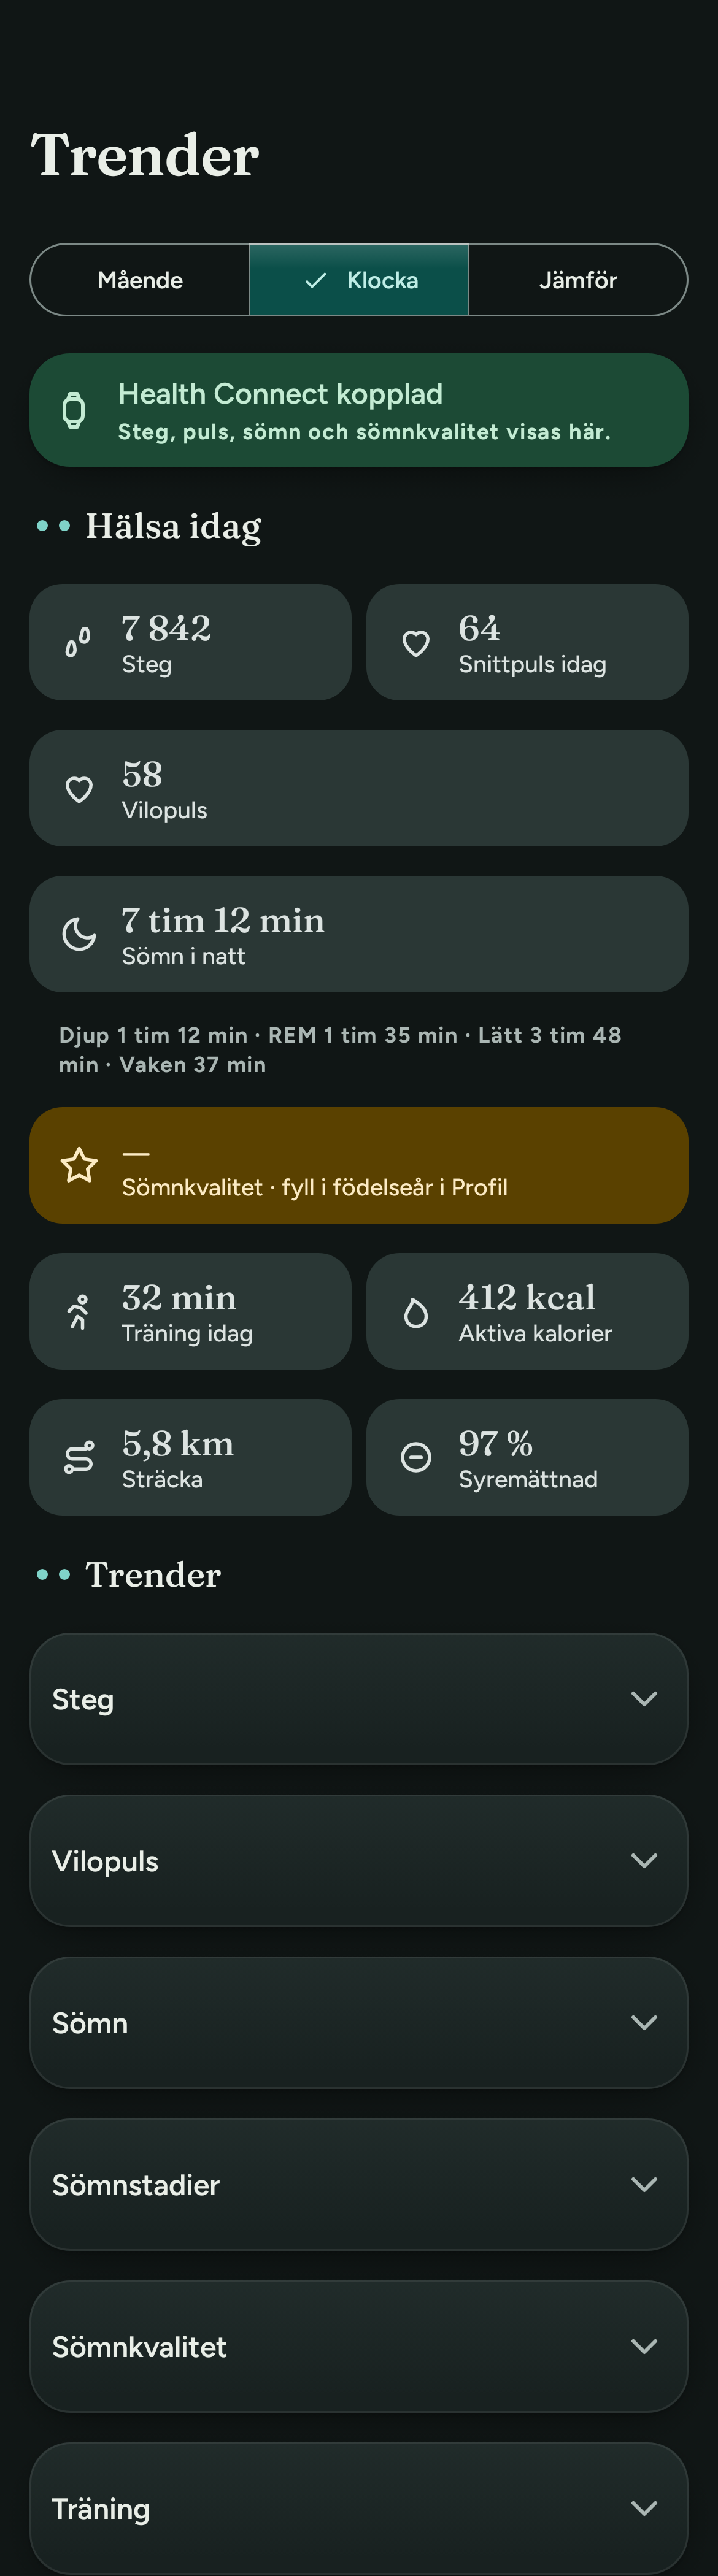 Trender
Mående
Klocka
Jämför
Health Connect kopplad
Steg, puls, sömn och sömnkvalitet visas här.
Hälsa idag
7 842
Steg
64
Snittpuls idag
58
Vilopuls
7 tim 12 min
Sömn i natt
Djup 1 tim 12 min · REM 1 tim 35 min · Lätt 3 tim 48
min · Vaken 37 min
—
Sömnkvalitet · fyll i födelseår i Profil
32 min
Träning idag
412 kcal
Aktiva kalorier
5,8 km
Sträcka
97 %
Syremättnad
Trender
Steg
Vilopuls
Sömn
Sömnstadier
Sömnkvalitet
Träning